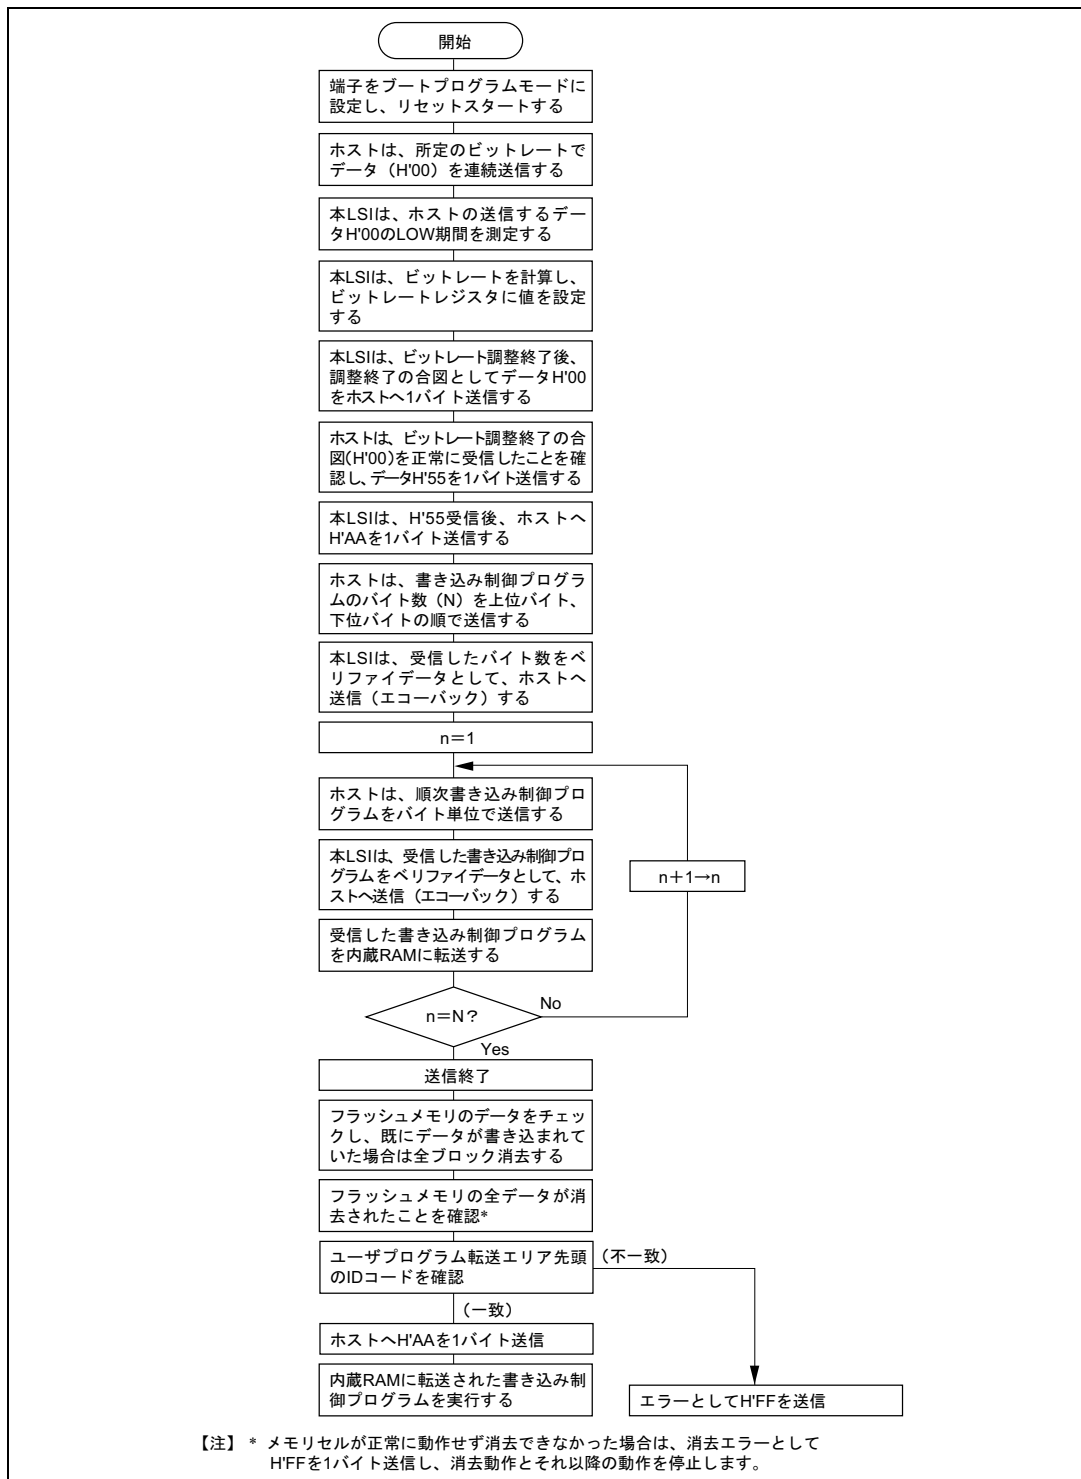 開始
端子をブートプログラムモードに
設定し、リセットスタートする
ホストは、所定のビットレートで
データ（H'00）を連続送信する
本LSIは、ホストの送信するデー
タH'00のLOW期間を測定する
本LSIは、ビットレートを計算し、
ビットレートレジスタに値を設定
する
本LSIは、ビットレート調整終了後、
調整終了の合図としてデータH'00
をホストへ1バイト送信する
ホストは、ビットレート調整終了の合
図(H'00)を正常に受信したことを確
認し、データH'55を1バイト送信する
本LSIは、H'55受信後、ホストへ
H'AAを1バイト送信する
ホストは、書き込み制御プログラ
ムのバイト数（N）を上位バイト、
下位バイトの順で送信する
本LSIは、受信したバイト数をベ
リファイデータとして、ホストへ
送信（エコーバック）する
n＝1
ホストは、順次書き込み制御プロ
グラムをバイト単位で送信する
本LSIは、受信した書き込み制御プロ
グラムをベリファイデータとして、ホ
ストへ送信（エコーバック）する
n＋1→n
受信した書き込み制御プログラム
を内蔵RAMに転送する
n＝N？
No
Yes
送信終了
フラッシュメモリのデータをチェッ
クし、既にデータが書き込まれて
いた場合は全ブロック消去する
フラッシュメモリの全データが消
去されたことを確認*
ユーザプログラム転送エリア先頭
のIDコードを確認
（不一致）
（一致）
ホストへH'AAを1バイト送信
内蔵RAMに転送された書き込み制
御プログラムを実行する
エラーとしてH'FFを送信
【注】 * メモリセルが正常に動作せず消去できなかった場合は、消去エラーとして
H'FFを1バイト送信し、消去動作とそれ以降の動作を停止します。